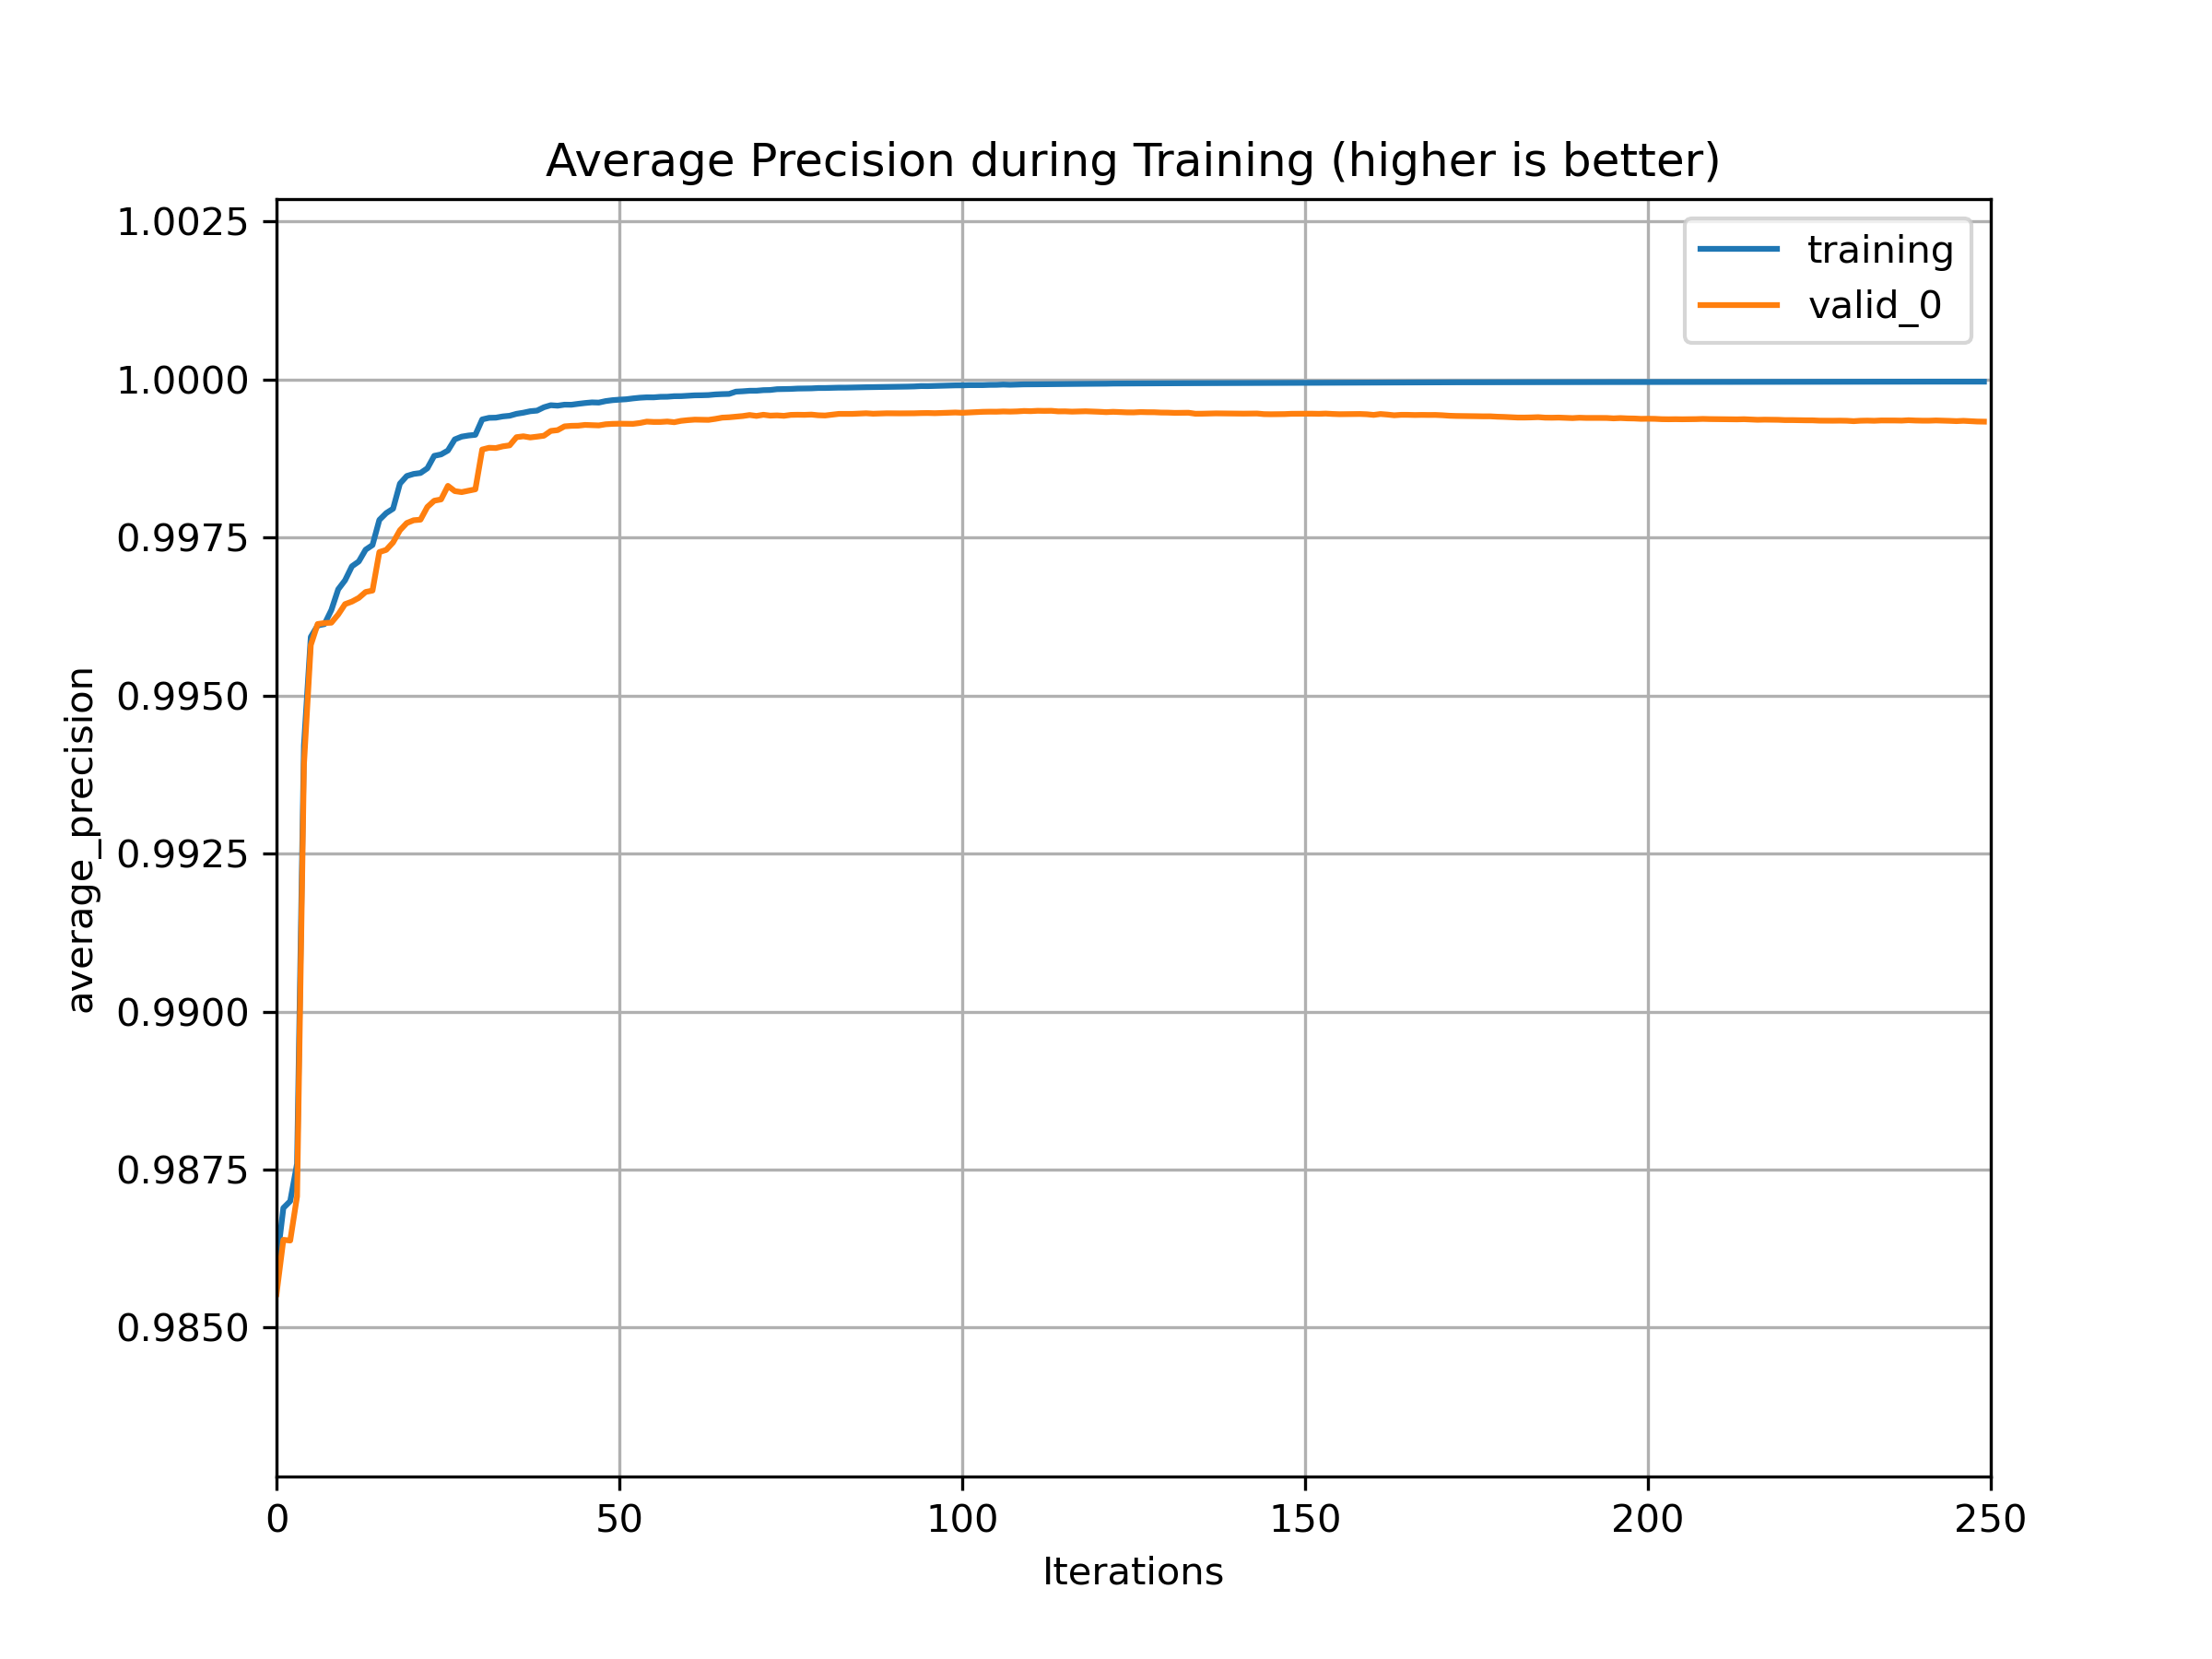 Average Precision during Training (higher is better)
1.0025
1.0000
0.9975
0.9950
0.9925
0.9900
0.9875
0.9850
average_precision
training
valid_0
0 50 100 150 200 250
Iterations